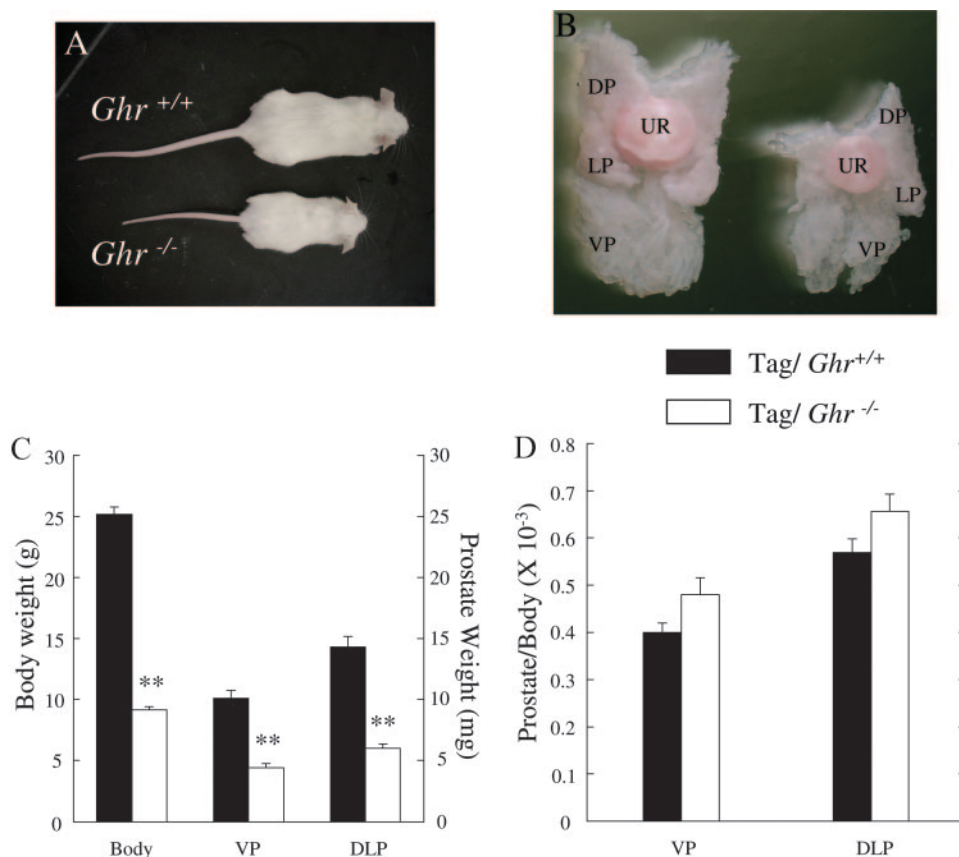 A
Ghr +/+
Ghr -/-
B
DP
UR
LP
VP
DP
UR
LP
VP
Tag/ Ghr+/+
Tag/ Ghr -/-
C
Body weight (g)
30
25
20
15
10
5
0
**
**
**
Body
VP
DLP
30
25
20
15
10
5
0
Prostate Weight (mg)
D
Prostate/Body (X 10-3)
0.8
0.7
0.6
0.5
0.4
0.3
0.2
0.1
0
VP
DLP